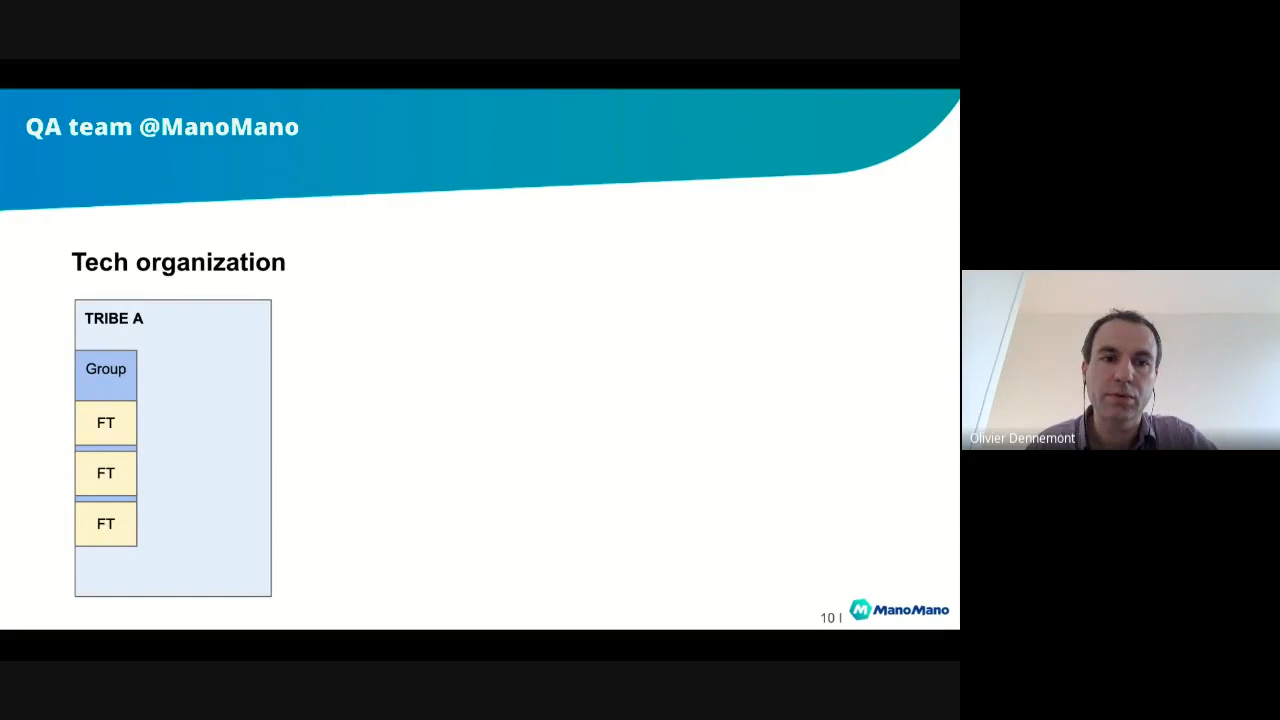 QA team @ManoMano
Tech organization
TRIBE A
Group
FT
FT
FT
10 I
ManoMano
Olivier Dennemont